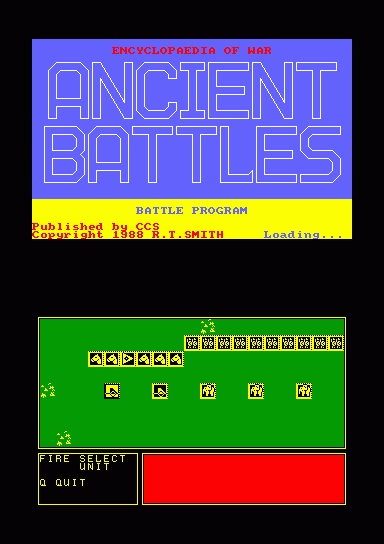 ENCYCLOPAEDIA OF WAR
ANCIENT
BATTLES
BATTLE PROGRAM
Published by CCS
Copyright 1988 R.T.SMITH Loading...
FIRE SELECT
UNIT
Q QUIT